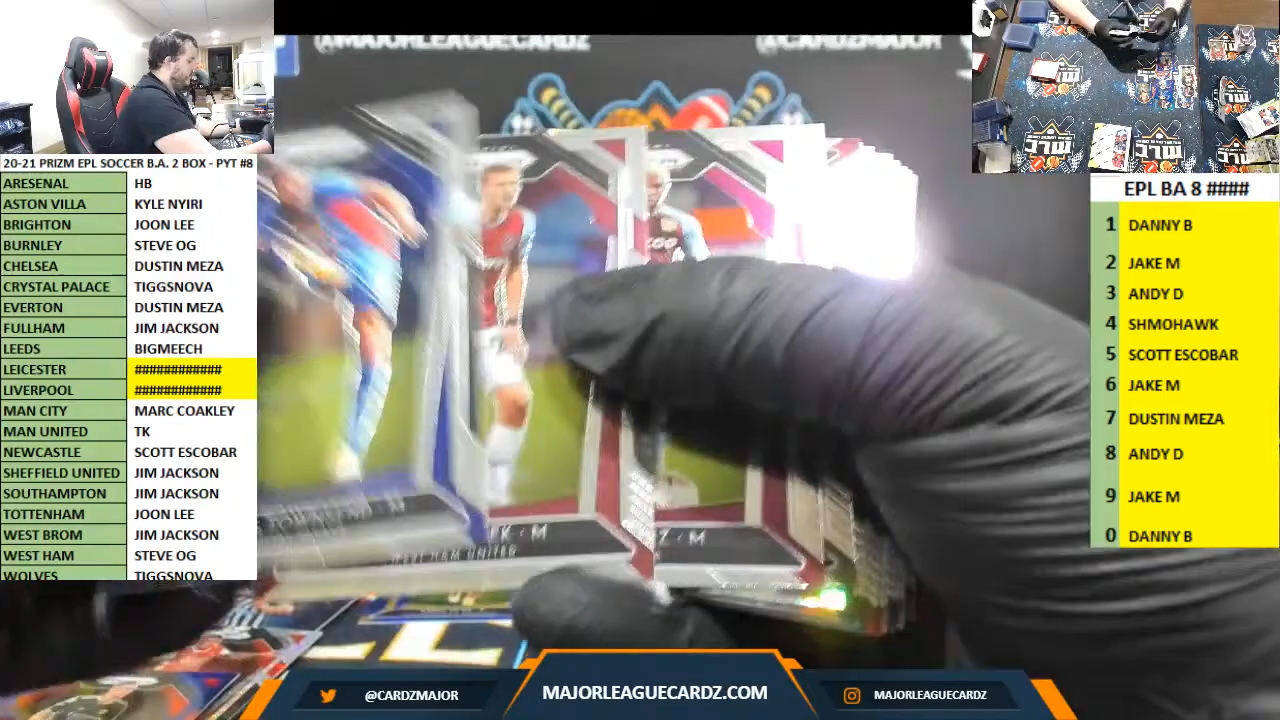 @MAJORLEAGUECARDZ
@CARDZMAJOR
20-21 PRIZM EPL SOCCER B.A. 2 BOX - PYT #8
ARESENAL HB
ASTON VILLA KYLE NYIRI
BRIGHTON JOON LEE
BURNLEY STEVE OG
CHELSEA DUSTIN MEZA
CRYSTAL PALACE TIGGSNOVA
EVERTON DUSTIN MEZA
FULLHAM JIM JACKSON
LEEDS BIGMEECH
LEICESTER ############
LIVERPOOL ############
MAN CITY MARC COAKLEY
MAN UNITED TK
NEWCASTLE SCOTT ESCOBAR
SHEFFIELD UNITED JIM JACKSON
SOUTHAMPTON JIM JACKSON
TOTTENHAM JOON LEE
WEST BROM JIM JACKSON
WEST HAM STEVE OG
WOLVES TIGGSNOVA
EPL BA 8 ####
1 DANNY B
2 JAKE M
3 ANDY D
4 SHMOHAWK
5 SCOTT ESCOBAR
6 JAKE M
7 DUSTIN MEZA
8 ANDY D
9 JAKE M
0 DANNY B
WEST HAM UNITED
@CARDZMAJOR
MAJORLEAGUECARDZ.COM
MAJORLEAGUECARDZ